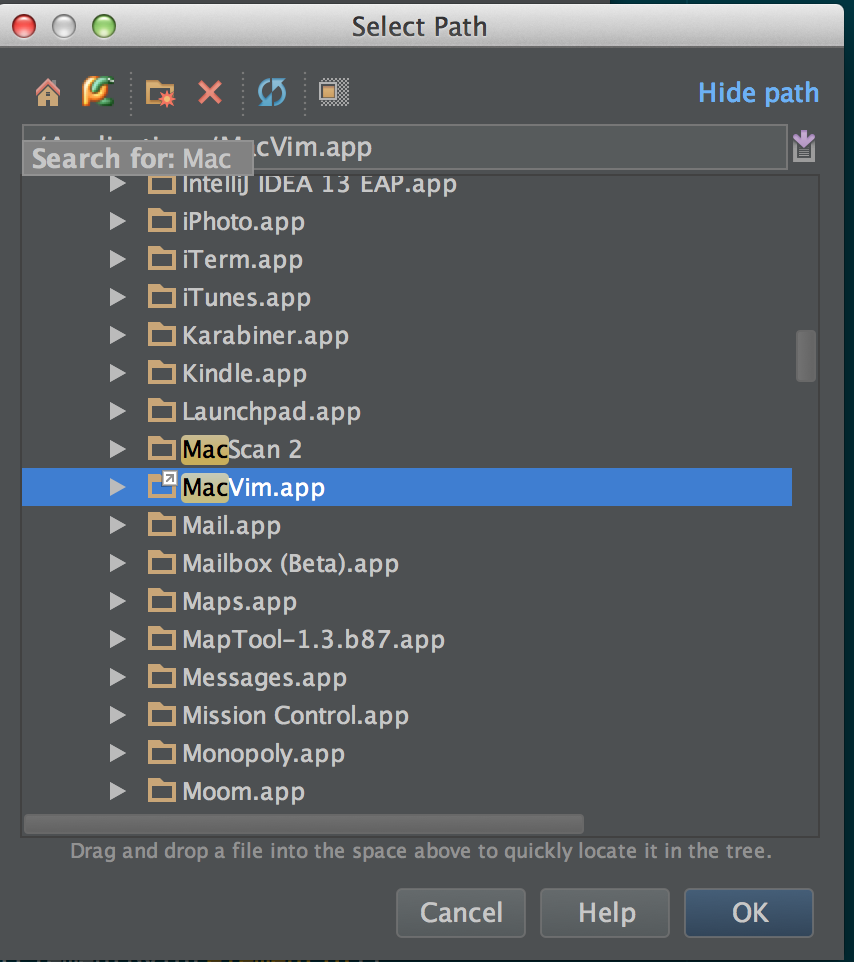 Select Path
Hide path
acVim.app
Search for: Mac
IntelliJ IDEA 13 EAP.app
iPhoto.app
iTerm.app
iTunes.app
Karabiner.app
Kindle.app
Launchpad.app
MacScan 2
MacVim.app
Mail.app
Mailbox (Beta).app
Maps.app
MapTool-1.3.b87.app
Messages.app
Mission Control.app
Monopoly.app
Moom.app
Drag and drop a file into the space above to quickly locate it in the tree.
Cancel
Help
OK